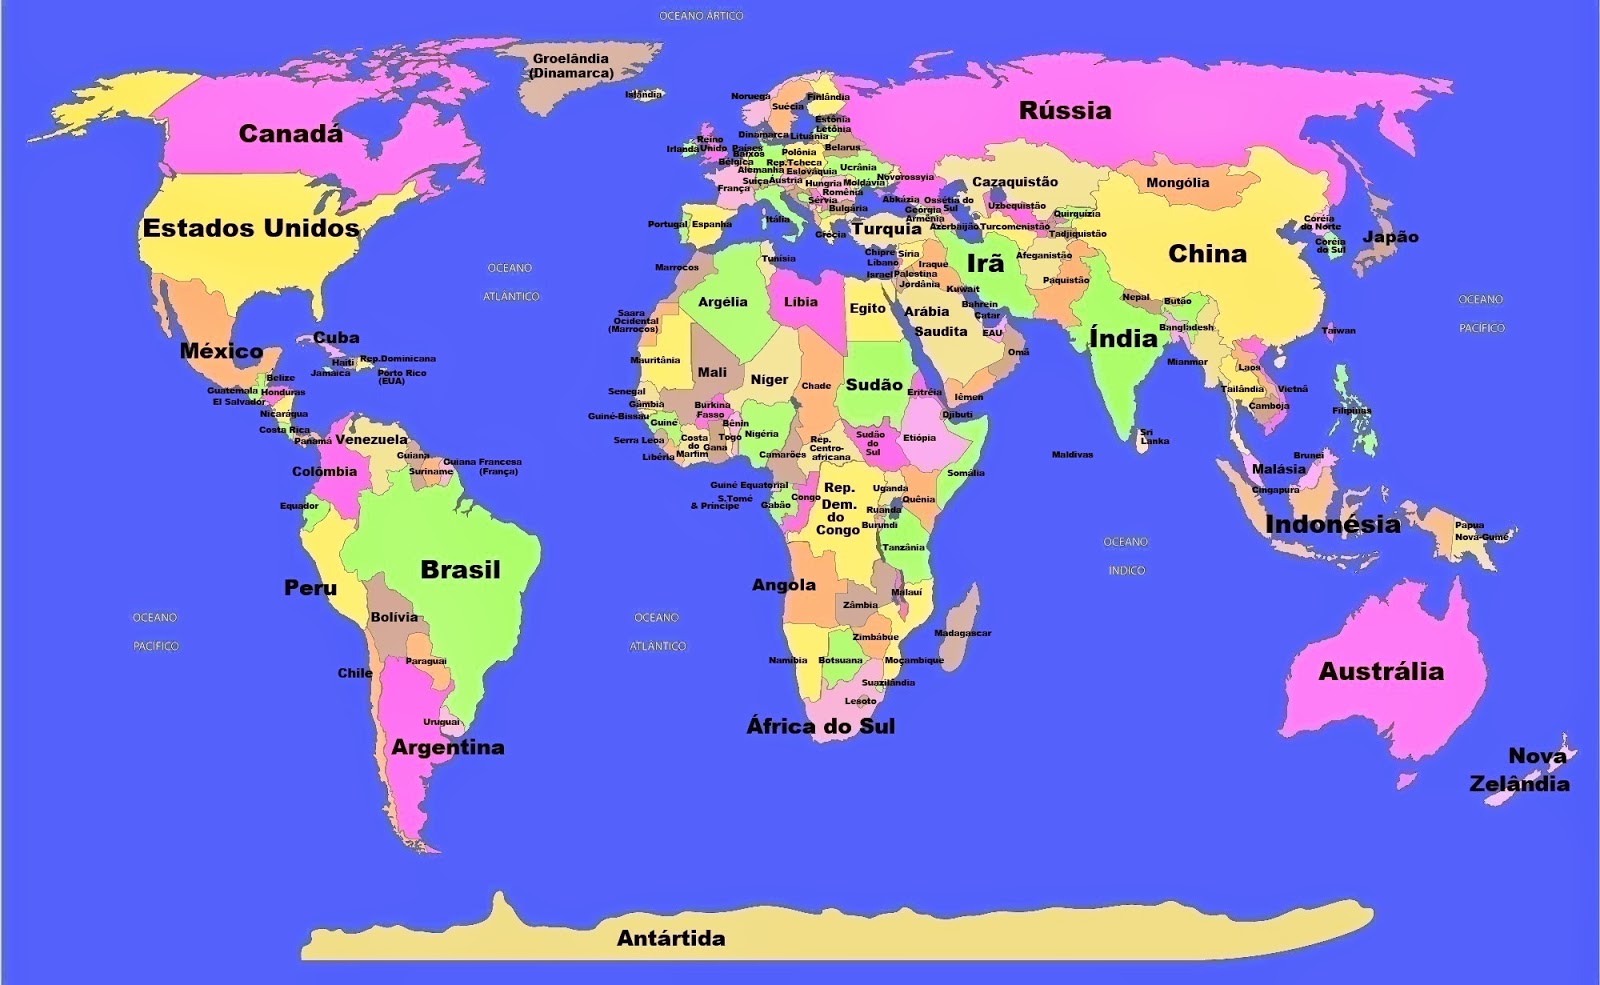 OCEANO ÁRTICO
Groelândia
(Dinamarca)
Islândia
Canadá
Estados Unidos
OCEANO
ATLÂNTICO
México
Cuba
Haiti
Rep.Dominicana
Jamaica
Porto Rico
(EUA)
Belize
Guatemala
Honduras
El Salvador
Nicarágua
Costa Rica
Panamá
Venezuela
Guiana
Suriname
Guiana Francesa
(França)
Colômbia
Equador
Brasil
Peru
Bolívia
Paraguai
Chile
Uruguai
Argentina
OCEANO
PACÍFICO
OCEANO
ATLÂNTICO
Noruega
Suécia
Finlândia
Estônia
Letônia
Lituânia
Dinamarca
Reino
Unido
Irlanda
Países
Baixos
Bélgica
Polônia
Belarus
Alemanha
Rep.Tcheca
Eslováquia
Ucrânia
Suíça
Áustria
Hungria
Moldávia
França
Romênia
Sérvia
Bulgária
Itália
Portugal
Espanha
Grécia
Turquia
Novorossyia
Abkázia
Ossétia do
Sul
Geórgia
Armênia
Azerbaijão
Rússia
Cazaquistão
Uzbequistão
Quirquízia
Turcomenistão
Tadjiquistão
Mongólia
China
Coréia
do Norte
Coréia
do Sul
Japão
OCEANO
PACÍFICO
Taiwan
Chipre
Síria
Líbano
Iraque
Israel
Palestina
Jordânia
Kuwait
Irã
Afeganistão
Paquistão
Bahrein
Catar
EAU
Arábia
Saudita
Omã
Iêmen
Nepal
Butão
Índia
Bangladesh
Mianmar
Laos
Tailândia
Vietnã
Camboja
Filipinas
Sri
Lanka
Maldivas
Brunei
Malásia
Cingapura
Indonésia
Papua
Nova-Guiné
Marrocos
Tunísia
Argélia
Líbia
Egito
Saara
Ocidental
(Marrocos)
Mauritânia
Mali
Níger
Chade
Sudão
Eritréia
Djibuti
Senegal
Gâmbia
Guiné-Bissau
Guiné
Serra Leoa
Libéria
Costa
do
Marfim
Burkina
Fasso
Gana
Togo
Bênin
Nigéria
Camarões
Rep.
Centro-
africana
Sudão
do
Sul
Etiópia
Somália
Guiné Equatorial
S.Tomé
& Príncipe
Gabão
Congo
Rep.
Dem.
do
Congo
Uganda
Quênia
Ruanda
Burundi
Tanzânia
Angola
Zâmbia
Malauí
Zimbábue
Moçambique
Madagascar
Namíbia
Botsuana
Suazilândia
Lesoto
África do Sul
OCEANO
ÍNDICO
Austrália
Nova
Zelândia
Antártida